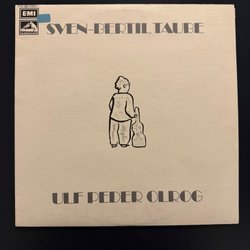 EMI
SVEN-BERTIL TAUBE
ULF PEDER OLROG